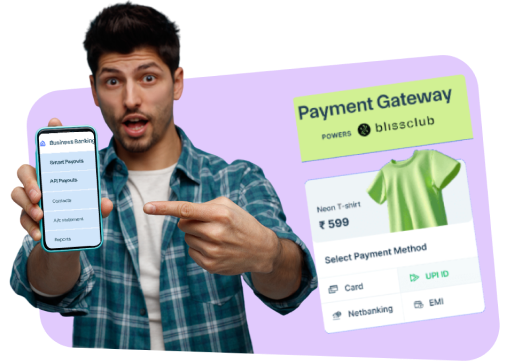 Business Banking
Smart Payouts
API Payouts
Contacts
A/c statement
Reports
Payment Gateway
POWERS blissclub
Neon T-shirt
₹ 599
Select Payment Method
Card
UPI ID
Netbanking
EMI